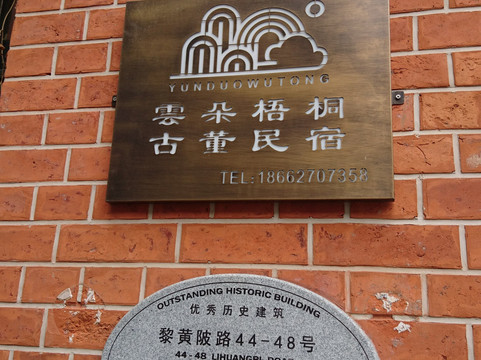 YUNDUOWUTONG
雲朵梧桐
古董民宿
TEL:18662707358
OUTSTANDING HISTORIC BUILDING
优秀历史建筑
黎黄陂路44-48号
44-48 LIHUANGPI ROAD